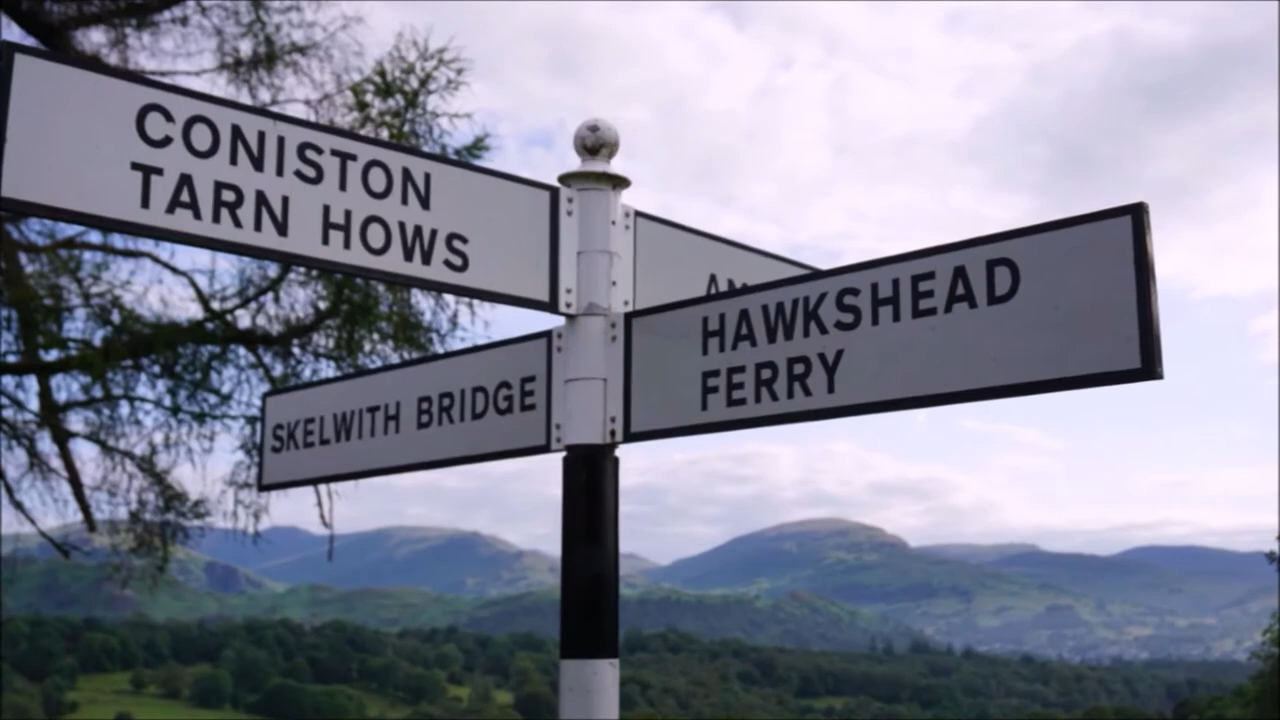 CONISTON
TARN HOWS
HAWKSHEAD
FERRY
SKELWITH BRIDGE